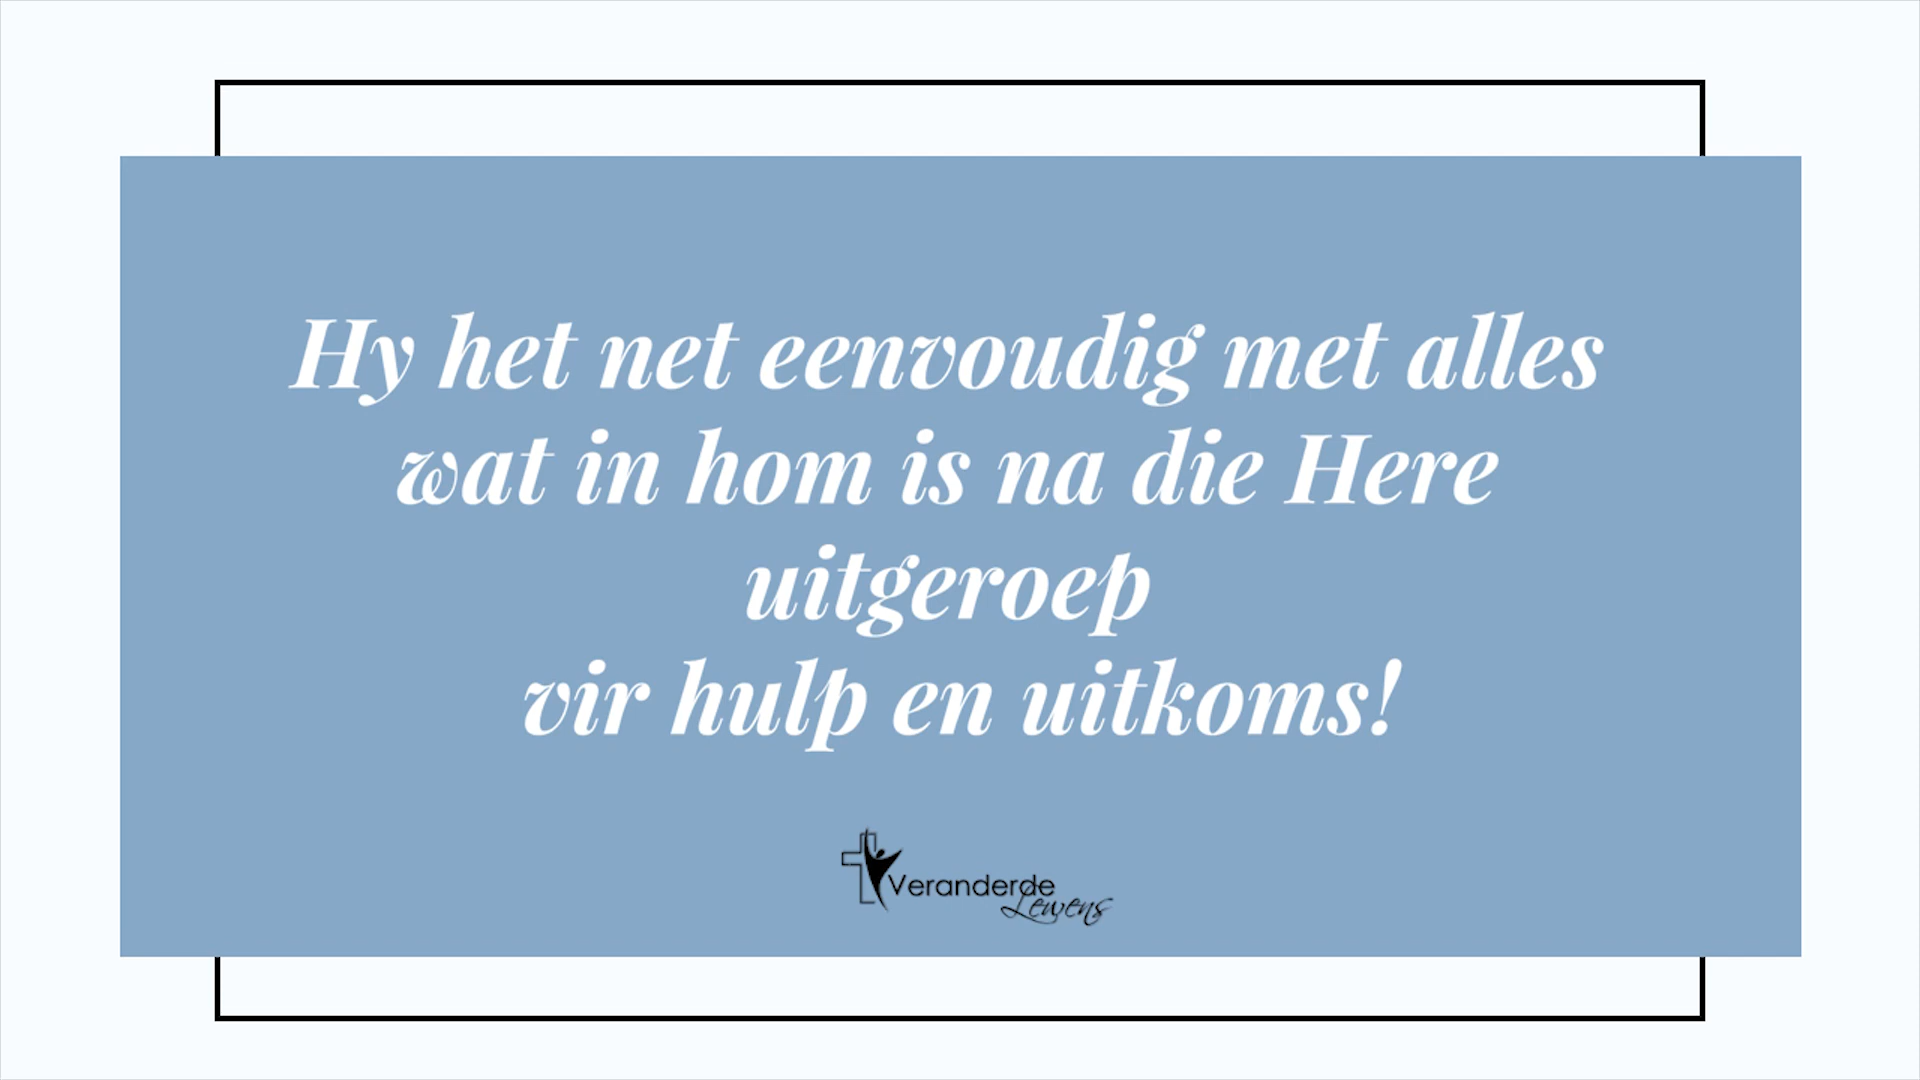 Hy het net eenvoudig met alles
wat in hom is na die Here
uitgeroep
vir hulp en uitkoms!
Veranderde
Lewens